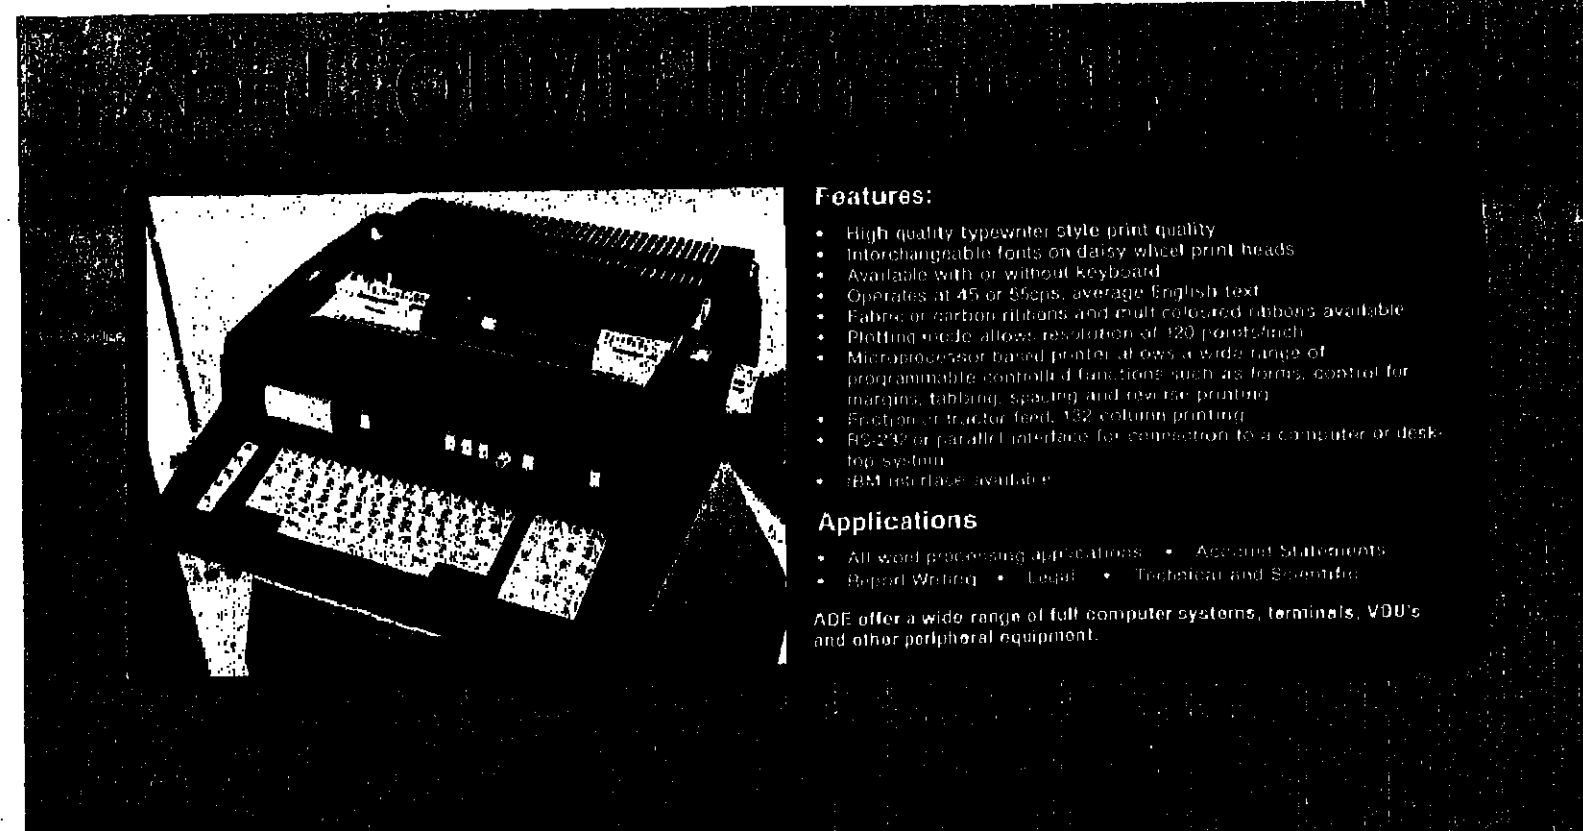 Features:
• High quality typewriter style print quality
• Interchangeable fonts on daisy wheel print heads
• Available with or without keyboard
• Operates at 45 or 55cps, average English text
• Fabric or carbon ribbons and multi coloured ribbons available
• Plotting mode allows resolution of 120 points/inch
• Microprocessor based printer allows a wide range of
programmable controlled functions such as forms, control for
margins, tabbing, spacing and reverse printing
• Friction or tractor feed, 132 column printing
• RS-232 or parallel interface for connection to a computer or desk-
top system
• IBM interface available
Applications
• All word processing applications • Account Statements
• Report Writing • Legal • Technical and Scientific
ADE offer a wide range of full computer systems, terminals, VDU's
and other peripheral equipment.